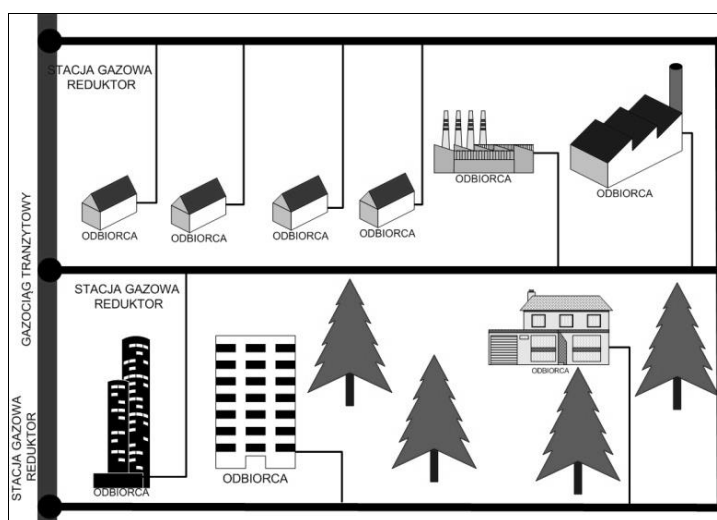 STACJA GAZOWA
REDUKTOR
ODBIORCA
ODBIORCA
ODBIORCA
ODBIORCA
ODBIORCA
ODBIORCA
GAZOCIĄG TRANZYTOWY
STACJA GAZOWA
REDUKTOR
ODBIORCA
ODBIORCA
ODBIORCA
STACJA GAZOWA
REDUKTOR